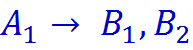 A₁ → B₁, B₂